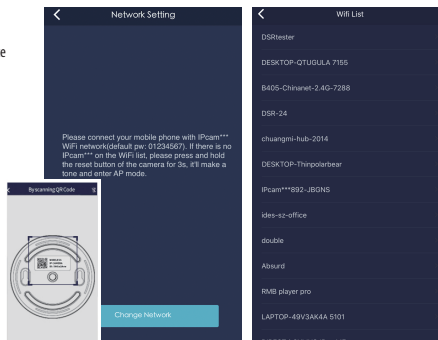 e
Network Setting
Please connect your mobile phone with IPcam***
WiFi network(default pw: 01234567). If there is no
IPcam*** on the WiFi list, please press and hold
the reset button of the camera for 3s, it'll make a
tone and enter AP mode.
Change Network
By scanning QR Code
Wifi List
DSRtester
DESKTOP-QTUGULA 7155
B405-Chinanet-2.4G-7288
DSR-24
chuangmi-hub-2014
DESKTOP-Thinpolarbear
IPcam***892-JBGNS
ides-sz-office
double
Absurd
RMB player pro
LAPTOP-49V3AK4A 5101